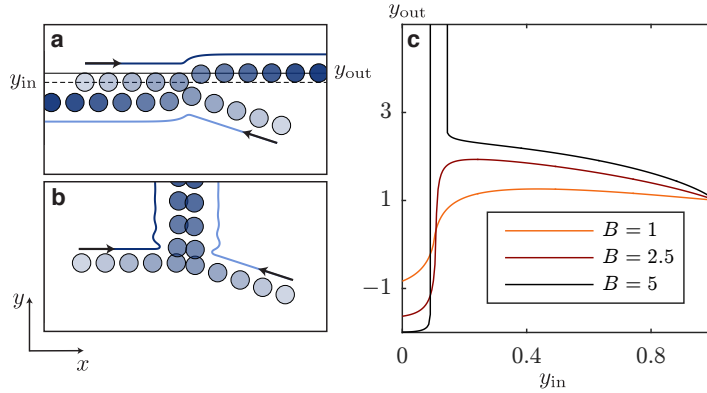 a
y_in
y_out
b
y
x
c
y_out
3
1
−1
B = 1
B = 2.5
B = 5
0
0.4
0.8
y_in